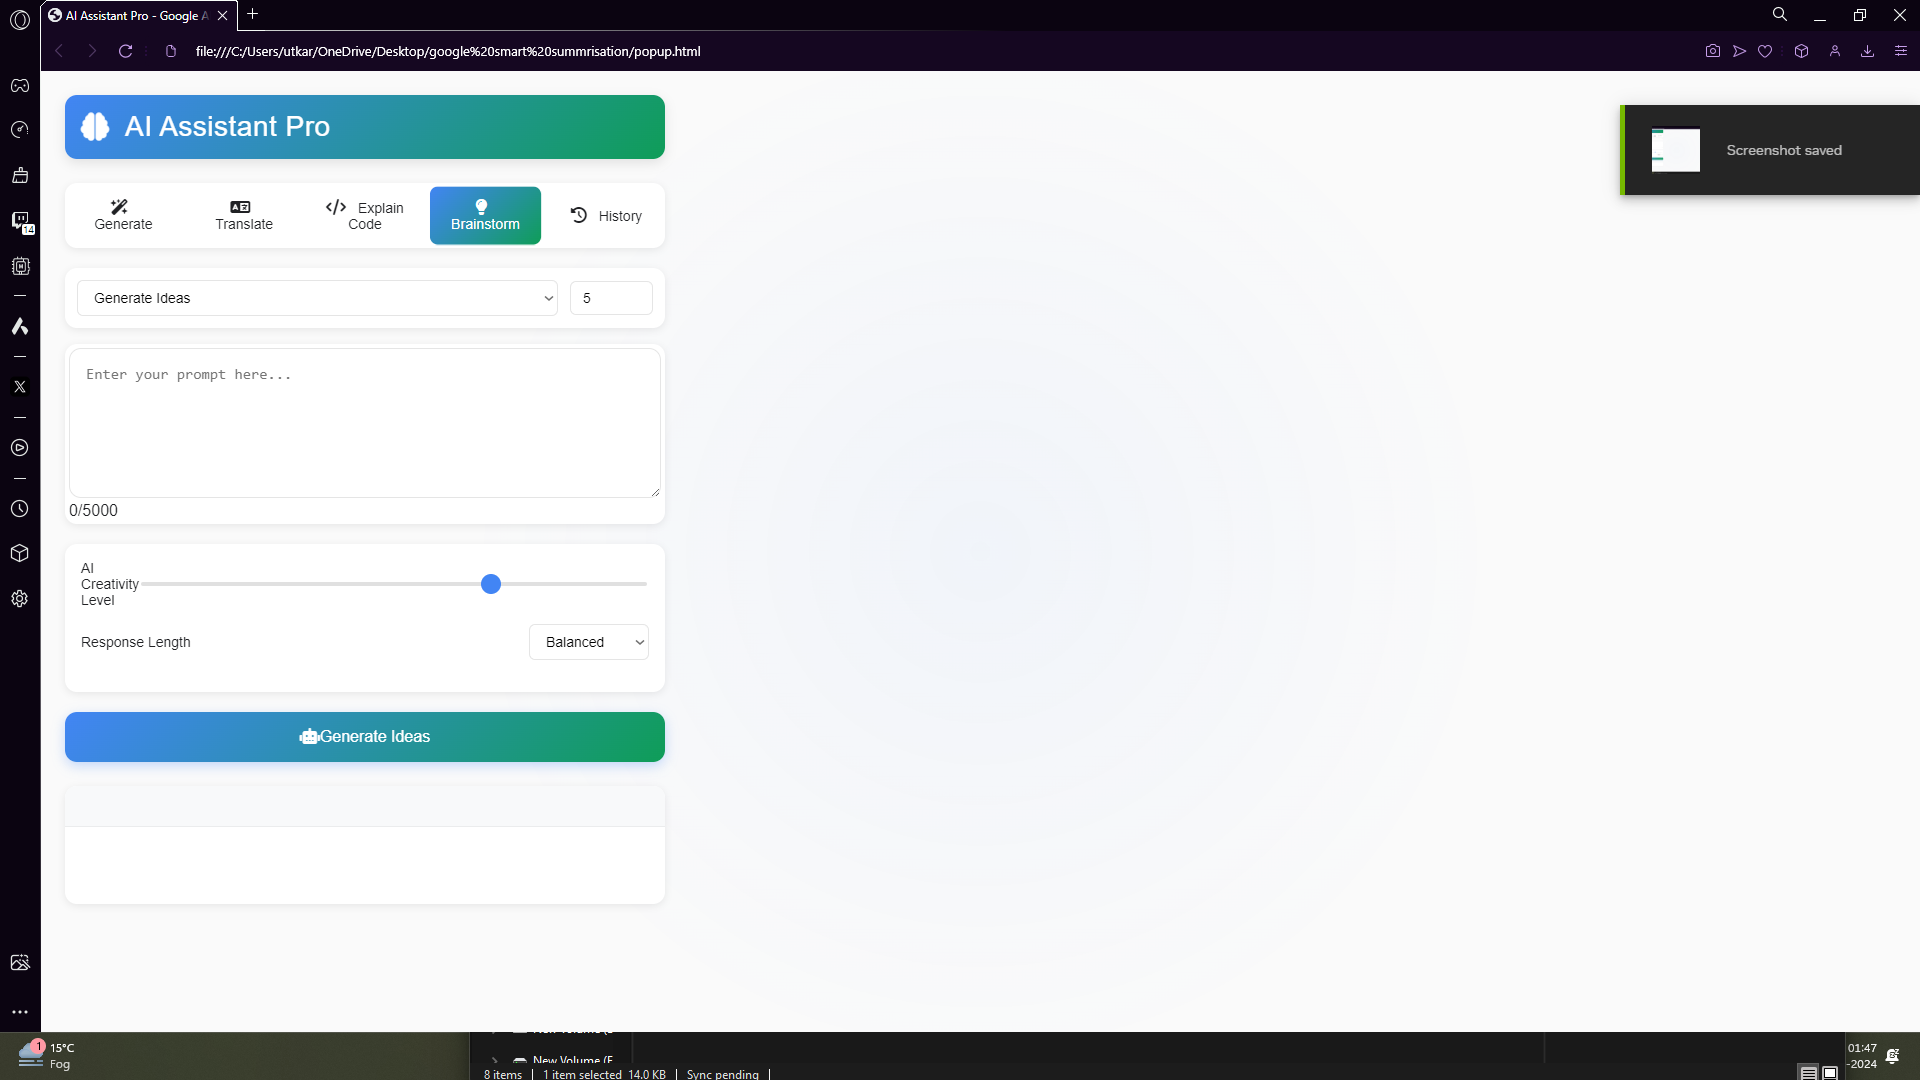 AI Assistant Pro - Google A
file:///C:/Users/utkar/OneDrive/Desktop/google%20smart%20summrisation/popup.html
14
AI Assistant Pro
Screenshot saved
Generate
Translate
Explain
Code
Brainstorm
History
Generate Ideas
5
Enter your prompt here...
0/5000
AI
Creativity
Level
Response Length
Balanced
Generate Ideas
1
15°C
Fog
New Volume (E
8 items
1 item selected 14.0 KB
Sync pending
01:47
-2024